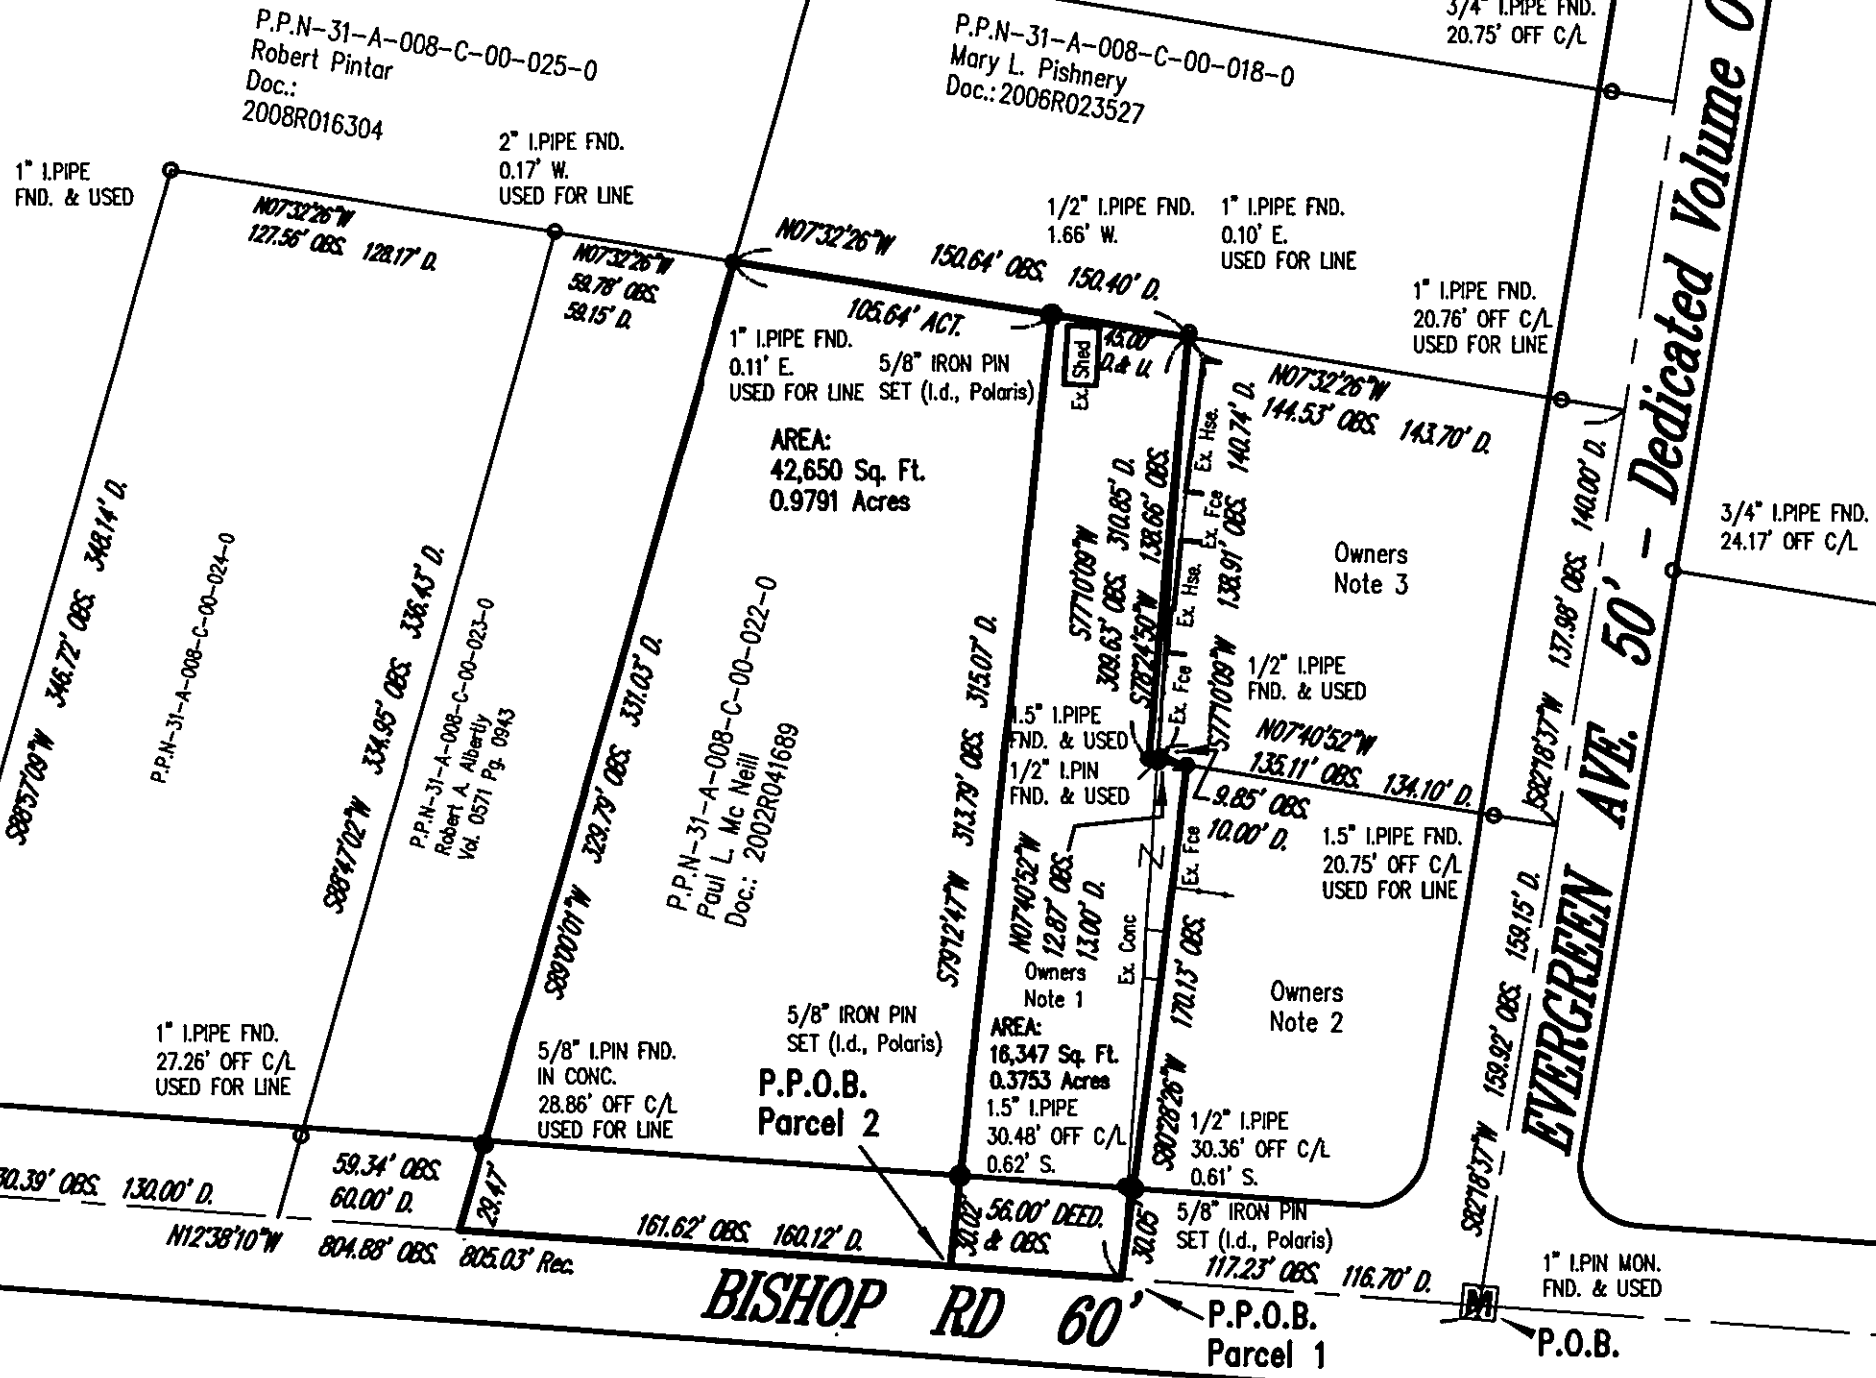 P.P.N-31-A-008-C-00-025-0
Robert Pintar
Doc.:
2008R016304
P.P.N-31-A-008-C-00-018-0
Mary L. Pishnery
Doc.: 2006R023527
3/4" I.PIPE FND.
20.75' OFF C/L
1" I.PIPE
FND. & USED
2" I.PIPE FND.
0.17' W.
USED FOR LINE
N07°32'26"W
127.56' OBS. 128.17' D.
N07°32'26"W
59.78' OBS.
59.15' D.
N07°32'26"W 150.64' OBS. 150.40' D.
105.64' ACT.
1/2" I.PIPE FND.
1.66' W.
1" I.PIPE FND.
0.10' E.
USED FOR LINE
1" I.PIPE FND.
20.76' OFF C/L
USED FOR LINE
1" I.PIPE FND.
0.11' E.
USED FOR LINE
5/8" IRON PIN
SET (I.d., Polaris)
Ex. Shed
45.00'
D. & U.
N07°32'26"W
144.53' OBS. 143.70' D.
AREA:
42,650 Sq. Ft.
0.9791 Acres
S88°57'09"W 346.72' OBS. 348.14' D.
P.P.N-31-A-008-C-00-024-0
S88°47'02"W 334.95' OBS. 336.43' D.
P.P.N-31-A-008-C-00-023-0
Robert A. Albertly
Vol. 0571 Pg. 0943
S89°00'01"W 329.79' OBS. 331.03' D.
P.P.N-31-A-008-C-00-022-0
Paul L. Mc Neill
Doc.: 2002R041689
S79°12'47"W 313.79' OBS. 315.07' D.
S77°10'09"W
309.63' OBS. 310.85' D.
S78°24'50"W 138.66' OBS.
Ex. Hse.
Ex. Fce
Ex. Hse.
Ex. Fce
S77°10'09"W 138.91' OBS. 140.74' D.
Owners
Note 3
3/4" I.PIPE FND.
24.17' OFF C/L
1/2" I.PIPE
FND. & USED
1.5" I.PIPE
FND. & USED
1/2" I.PIN
FND. & USED
N07°40'52"W
135.11' OBS. 134.10' D.
9.85' OBS.
10.00' D.
1.5" I.PIPE FND.
20.75' OFF C/L
USED FOR LINE
S82°18'37"W 137.98' OBS. 140.00' D.
N07°40'52"W
12.87' OBS.
13.00' D.
Ex. Conc
Ex. Fce
S80°28'26"W 170.13' OBS.
Owners
Note 1
AREA:
16,347 Sq. Ft.
0.3753 Acres
Owners
Note 2
S82°18'37"W 159.92' OBS. 159.15' D.
EVERGREEN AVE. 50' - Dedicated Volume
1" I.PIPE FND.
27.26' OFF C/L
USED FOR LINE
5/8" I.PIN FND.
IN CONC.
28.86' OFF C/L
USED FOR LINE
5/8" IRON PIN
SET (I.d., Polaris)
P.P.O.B.
Parcel 2
1.5" I.PIPE
30.48' OFF C/L
0.62' S.
1/2" I.PIPE
30.36' OFF C/L
0.61' S.
30.39' OBS. 130.00' D.
59.34' OBS.
60.00' D.
29.47'
161.62' OBS. 160.12' D.
30.02'
56.00' DEED.
& OBS.
30.05'
5/8" IRON PIN
SET (I.d., Polaris)
N12°38'10"W 804.88' OBS. 805.03' Rec.
117.23' OBS. 116.70' D.
1" I.PIN MON.
FND. & USED
M
BISHOP RD 60'
P.P.O.B.
Parcel 1
P.O.B.